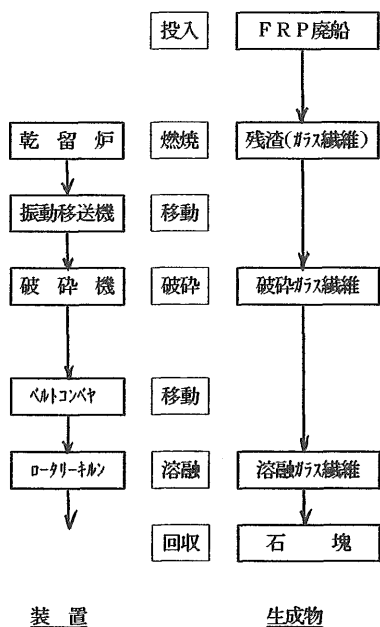 投入 ＦＲＰ廃船
乾留炉 燃焼 残渣(ｶﾞﾗｽ繊維)
振動移送機 移動
破砕機 破砕 破砕ｶﾞﾗｽ繊維
ﾍﾞﾙﾄｺﾝﾍﾞﾔ 移動
ﾛｰﾀﾘｰｷﾙﾝ 溶融 溶融ｶﾞﾗｽ繊維
回収 石塊
装置 生成物